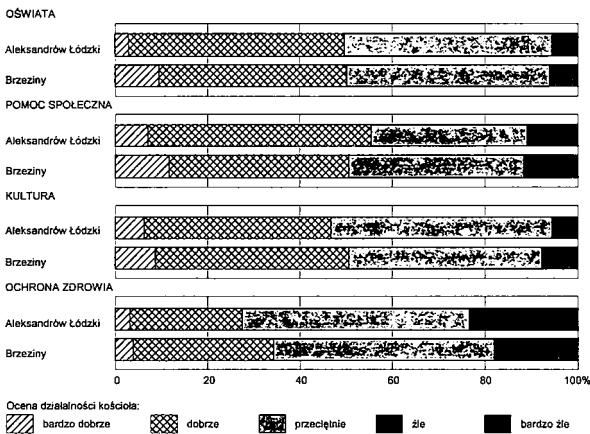 OŚWIATA
Aleksandrów Łódzki
Brzeziny
POMOC SPOŁECZNA
Aleksandrów Łódzki
Brzeziny
KULTURA
Aleksandrów Łódzki
Brzeziny
OCHRONA ZDROWIA
Aleksandrów Łódzki
Brzeziny
0 20 40 60 80 100%
Ocena działalności kościoła:
bardzo dobrze dobrze przeciętnie źle bardzo źle